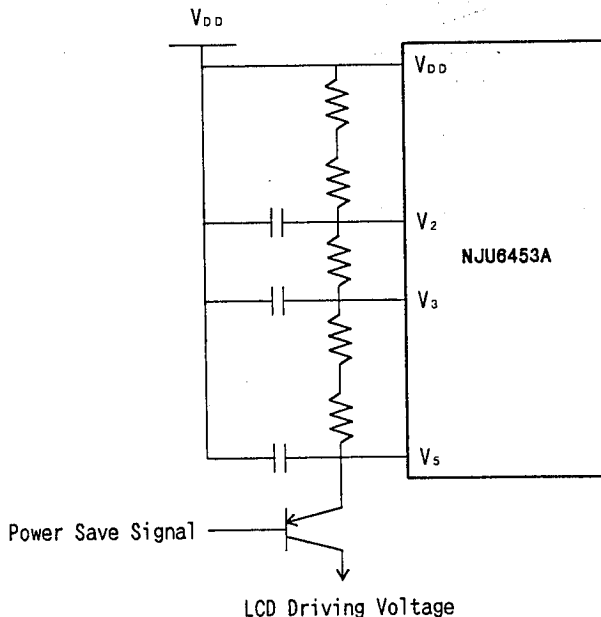 VDD
VDD
V2
NJU6453A
V3
V5
Power Save Signal
LCD Driving Voltage